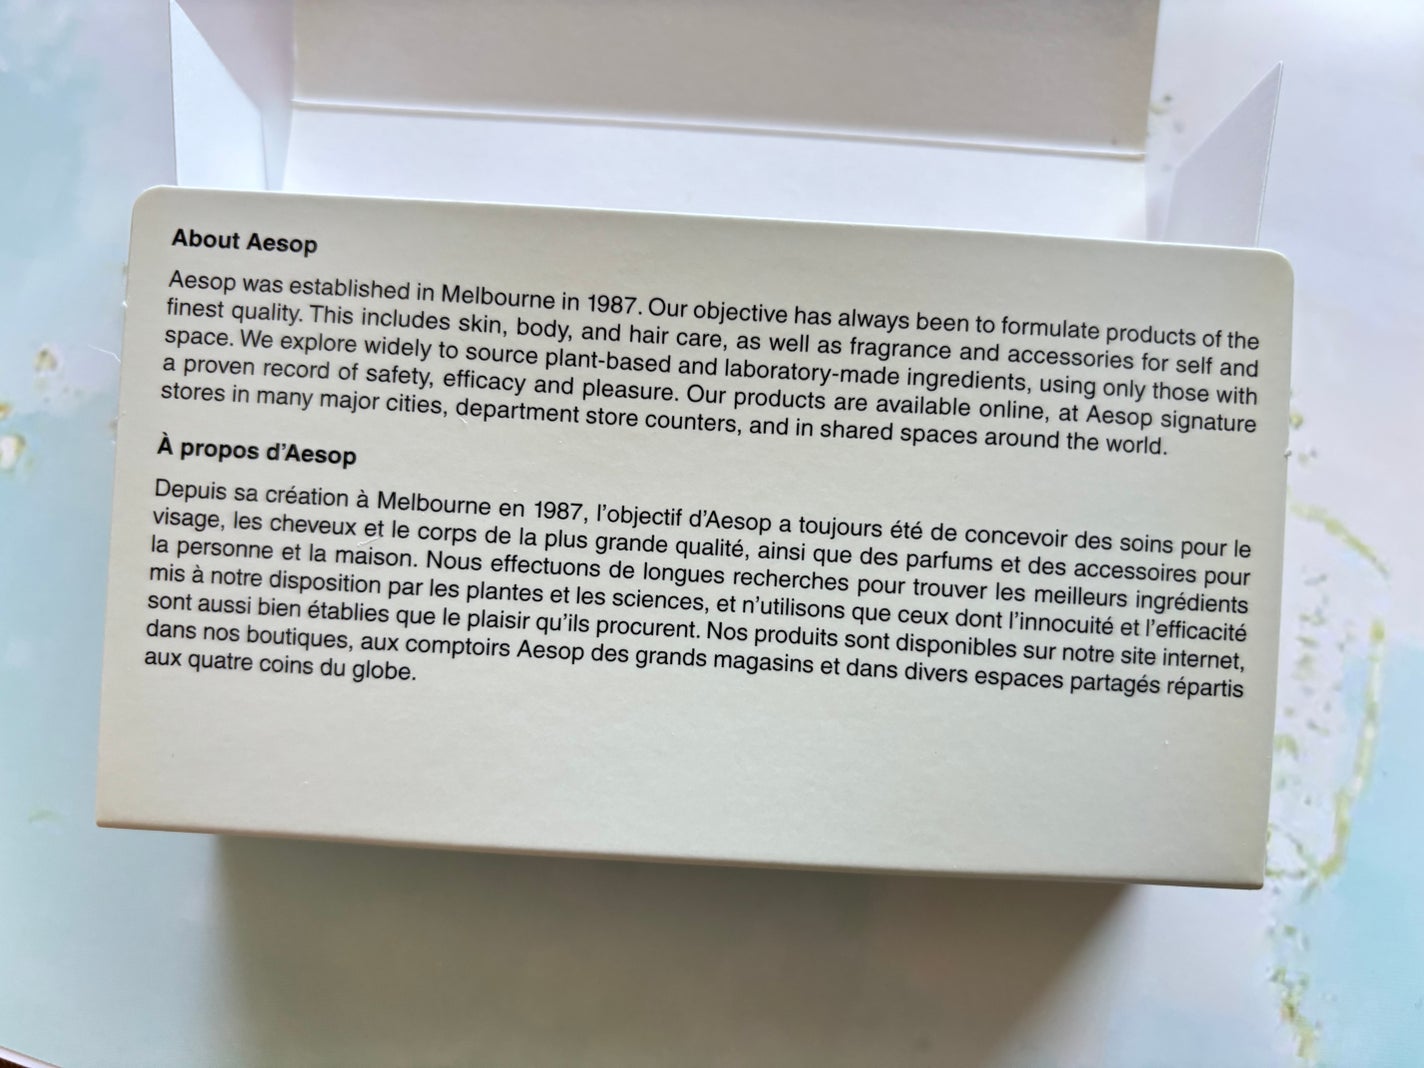 About Aesop
Aesop was established in Melbourne in 1987. Our objective has always been to formulate products of the
finest quality. This includes skin, body, and hair care, as well as fragrance and accessories for self and
space. We explore widely to source plant-based and laboratory-made ingredients, using only those with
a proven record of safety, efficacy and pleasure. Our products are available online, at Aesop signature
stores in many major cities, department store counters, and in shared spaces around the world.
À propos d’Aesop
Depuis sa création à Melbourne en 1987, l’objectif d’Aesop a toujours été de concevoir des soins pour le
visage, les cheveux et le corps de la plus grande qualité, ainsi que des parfums et des accessoires pour
la personne et la maison. Nous effectuons de longues recherches pour trouver les meilleurs ingrédients
mis à notre disposition par les plantes et les sciences, et n’utilisons que ceux dont l’innocuité et l’efficacité
sont aussi bien établies que le plaisir qu’ils procurent. Nos produits sont disponibles sur notre site internet,
dans nos boutiques, aux comptoirs Aesop des grands magasins et dans divers espaces partagés répartis
aux quatre coins du globe.